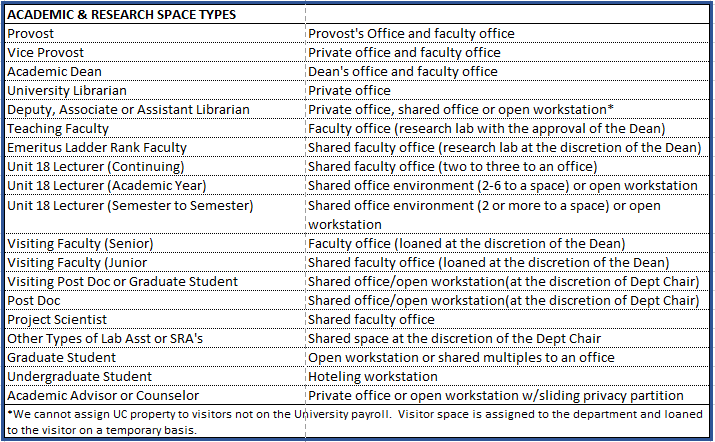 ACADEMIC & RESEARCH SPACE TYPES
Provost Provost's Office and faculty office
Vice Provost Private office and faculty office
Academic Dean Dean's office and faculty office
University Librarian Private office
Deputy, Associate or Assistant Librarian Private office, shared office or open workstation*
Teaching Faculty Faculty office (research lab with the approval of the Dean)
Emeritus Ladder Rank Faculty Shared faculty office (research lab at the discretion of the Dean)
Unit 18 Lecturer (Continuing) Shared faculty office (two to three to an office)
Unit 18 Lecturer (Academic Year) Shared office environment (2-6 to a space) or open workstation
Unit 18 Lecturer (Semester to Semester) Shared office environment (2 or more to a space) or open
workstation
Visiting Faculty (Senior) Faculty office (loaned at the discretion of the Dean)
Visiting Faculty (Junior Shared faculty office (loaned at the discretion of the Dean)
Visiting Post Doc or Graduate Student Shared office/open workstation(at the discretion of Dept Chair)
Post Doc Shared office/open workstation(at the discretion of Dept Chair)
Project Scientist Shared faculty office
Other Types of Lab Asst or SRA's Shared space at the discretion of the Dept Chair
Graduate Student Open workstation or shared multiples to an office
Undergraduate Student Hoteling workstation
Academic Advisor or Counselor Private office or open workstation w/sliding privacy partition
*We cannot assign UC property to visitors not on the University payroll. Visitor space is assigned to the department and loaned
to the visitor on a temporary basis.